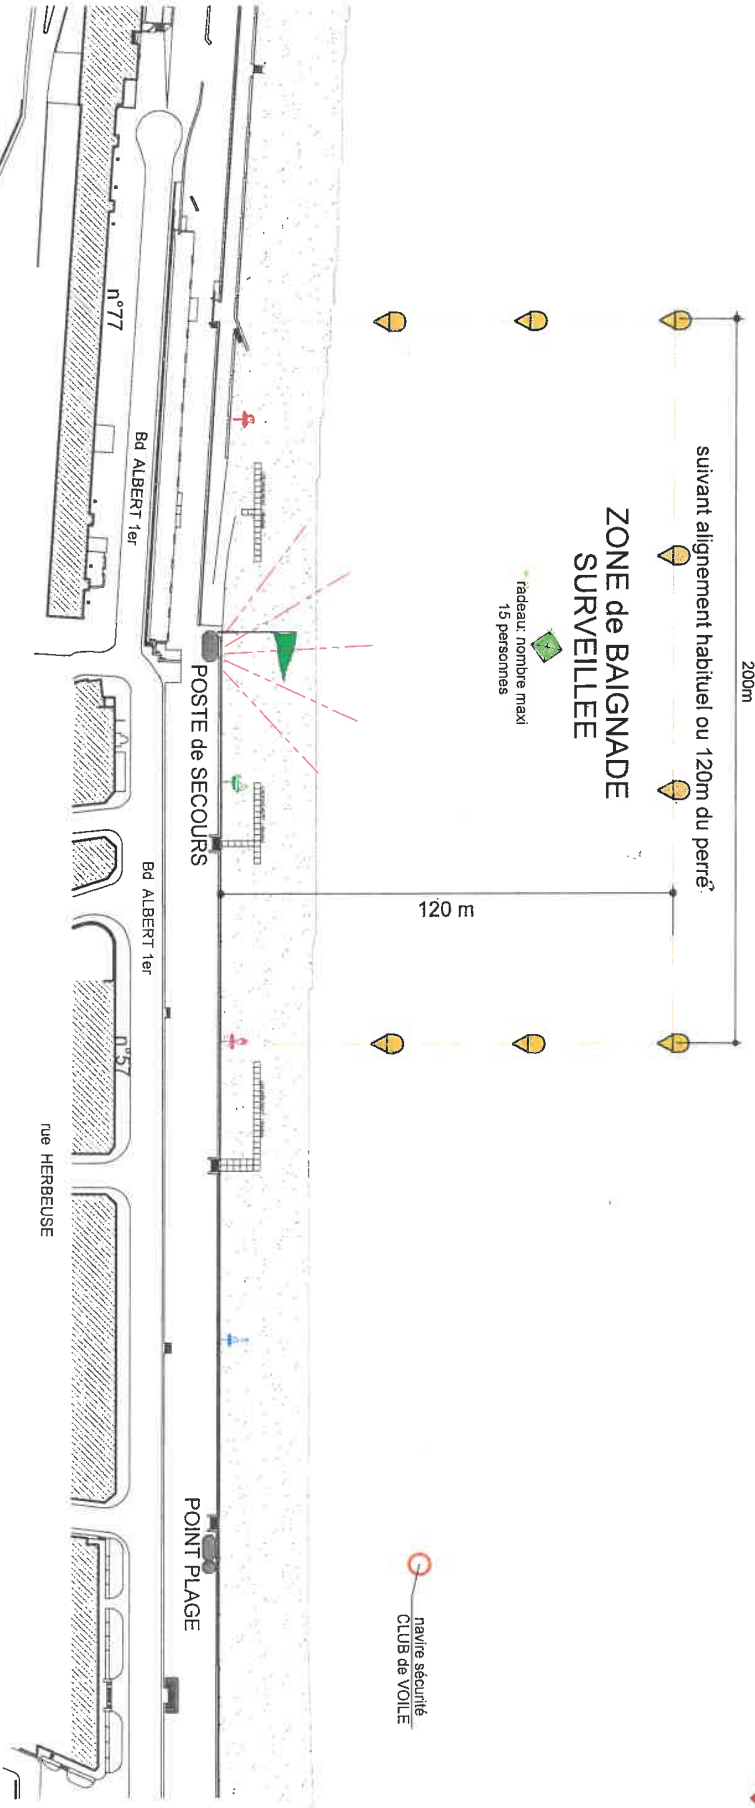 200m
suivant alignement habituel ou 120m du perré
ZONE de BAIGNADE
SURVEILLEE
radeau: nombre maxi
15 personnes
120 m
navire sécurité
CLUB de VOILE
POSTE de SECOURS
POINT PLAGE
Bd ALBERT 1er
Bd ALBERT 1er
n°77
n°57
rue HERBEUSE